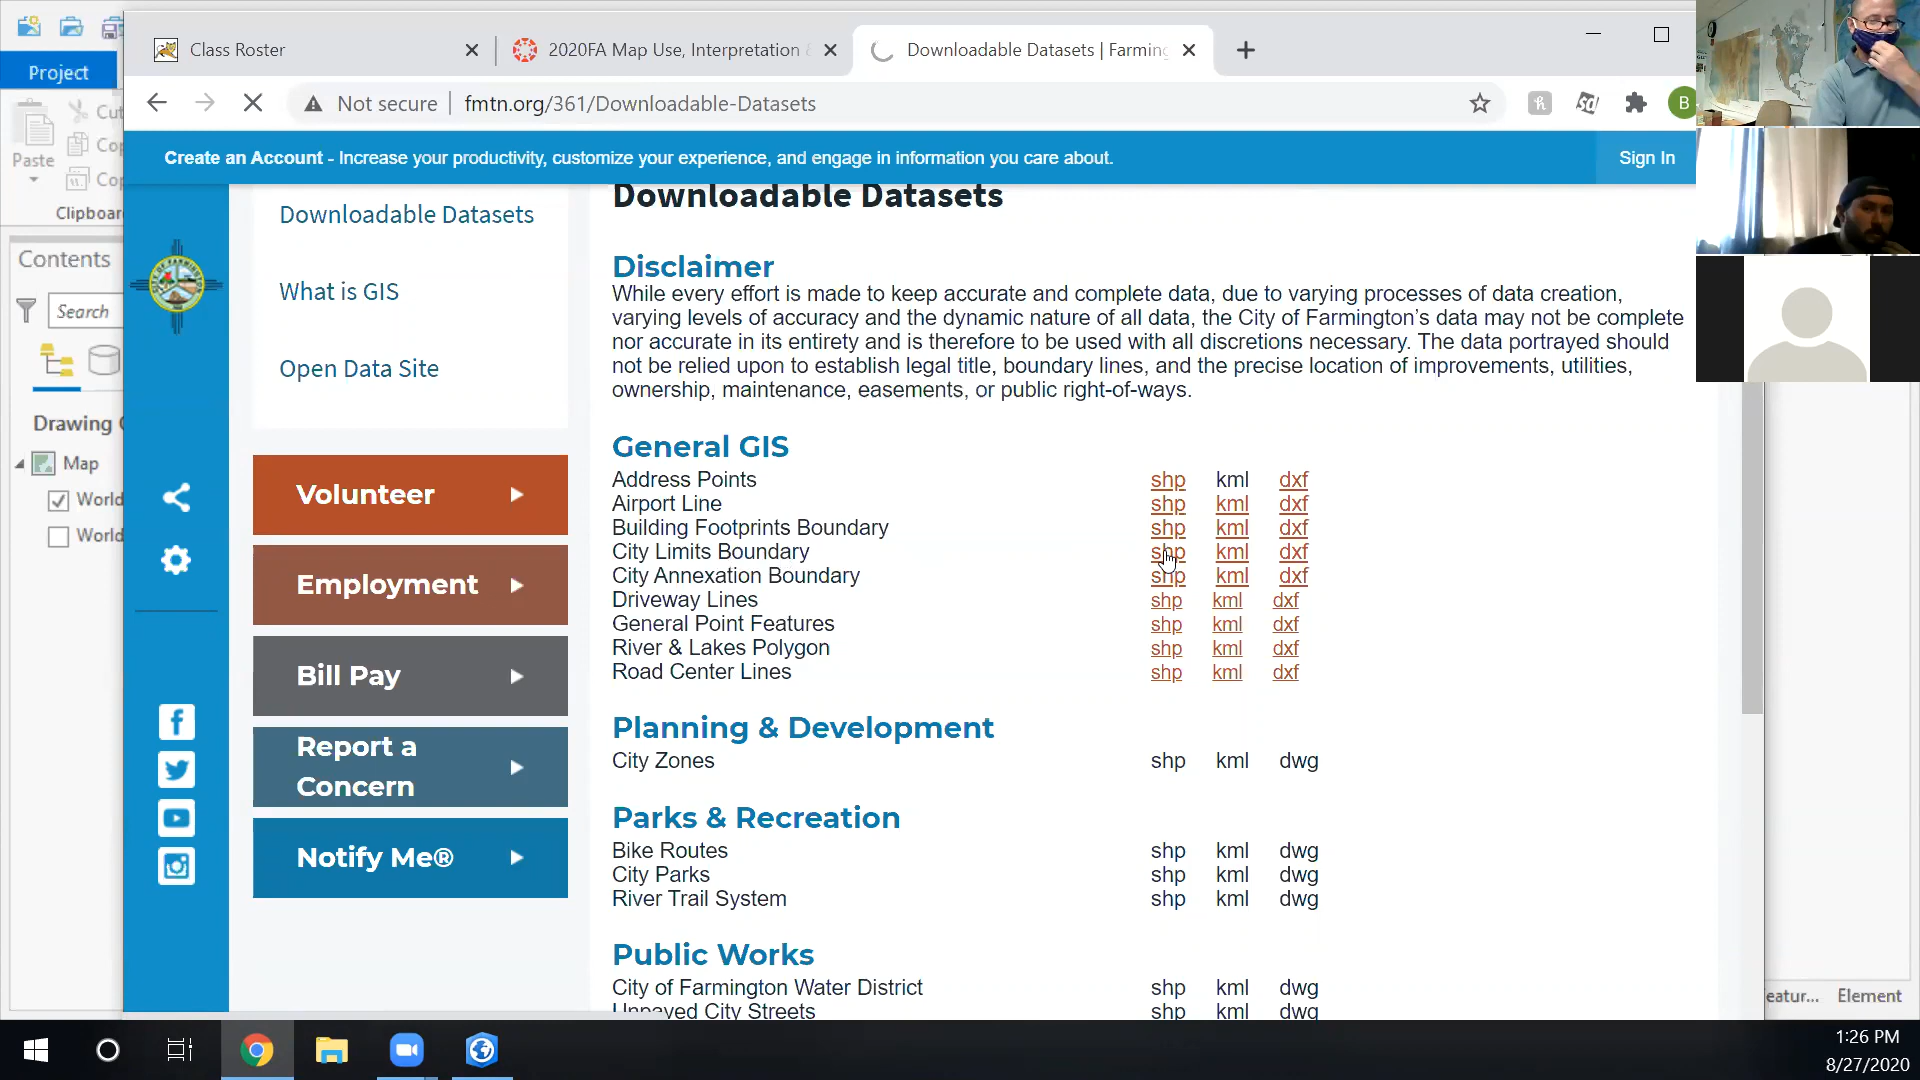 Class Roster
2020FA Map Use, Interpretation &
Downloadable Datasets | Farming
Project
Not secure
fmtn.org/361/Downloadable-Datasets
B
Cut
Paste
Cop
Cop
Clipboar
Create an Account - Increase your productivity, customize your experience, and engage in information you care about.
Sign In
Contents
Search
Drawing
Map
World
World
Downloadable Datasets
What is GIS
Open Data Site
Volunteer
Employment
Bill Pay
Report a
Concern
Notify Me®
Downloadable Datasets
Disclaimer
While every effort is made to keep accurate and complete data, due to varying processes of data creation,
varying levels of accuracy and the dynamic nature of all data, the City of Farmington's data may not be complete
nor accurate in its entirety and is therefore to be used with all discretions necessary. The data portrayed should
not be relied upon to establish legal title, boundary lines, and the precise location of improvements, utilities,
ownership, maintenance, easements, or public right-of-ways.
General GIS
Address Points shp kml dxf
Airport Line shp kml dxf
Building Footprints Boundary shp kml dxf
City Limits Boundary shp kml dxf
City Annexation Boundary shp kml dxf
Driveway Lines shp kml dxf
General Point Features shp kml dxf
River & Lakes Polygon shp kml dxf
Road Center Lines shp kml dxf
Planning & Development
City Zones shp kml dwg
Parks & Recreation
Bike Routes shp kml dwg
City Parks shp kml dwg
River Trail System shp kml dwg
Public Works
City of Farmington Water District shp kml dwg
Unpaved City Streets shp kml dwg
eatur... Element
1:26 PM
8/27/2020